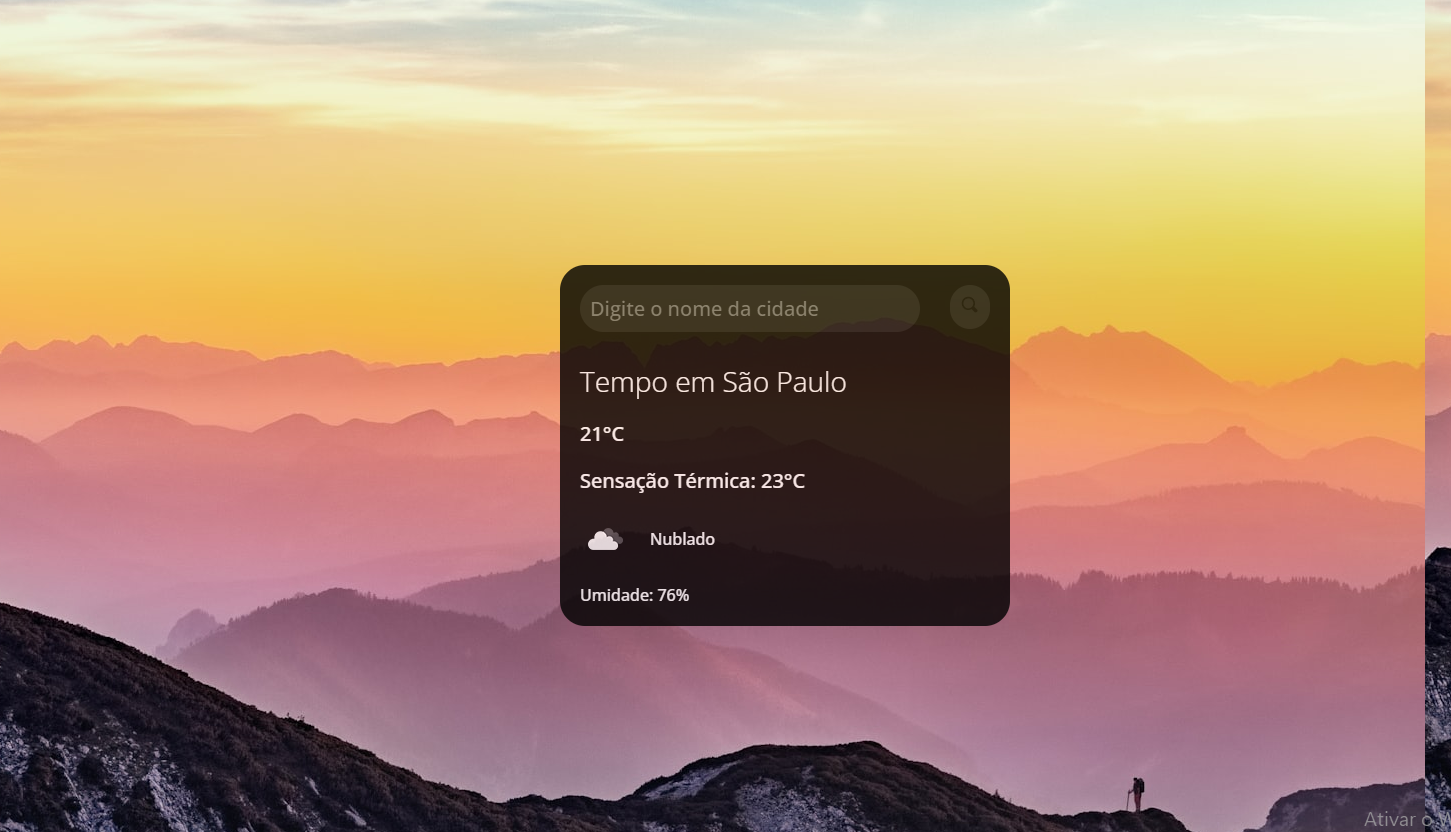 Digite o nome da cidade
Tempo em São Paulo
21°C
Sensação Térmica: 23°C
Nublado
Umidade: 76%
Ativar o